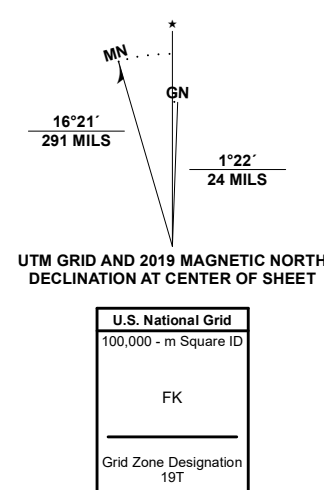 ★
MN
GN
16°21´
291 MILS
1°22´
24 MILS
UTM GRID AND 2019 MAGNETIC NORTH
DECLINATION AT CENTER OF SHEET
U.S. National Grid
100,000 - m Square ID
FK
Grid Zone Designation
19T